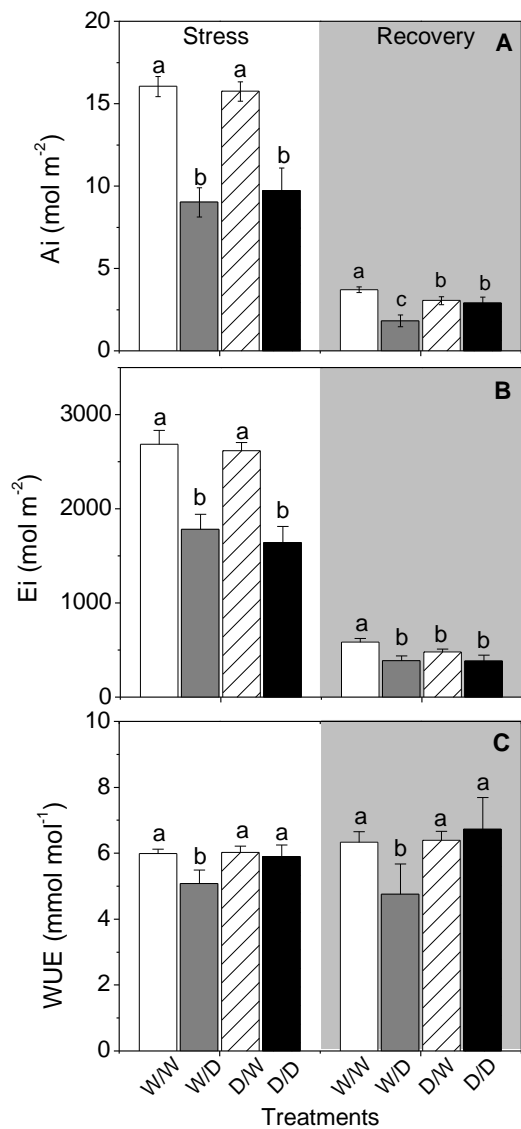 Stress Recovery A
20
15
10
5
0
Ai (mol m⁻²)
a b a b
a c b b
B
3000
2000
1000
0
Ei (mol m⁻²)
a b a b
a b b b
C
10
8
6
4
2
0
WUE (mmol mol⁻¹)
a b a a
a b a a
W/W W/D D/W D/D W/W W/D D/W D/D
Treatments